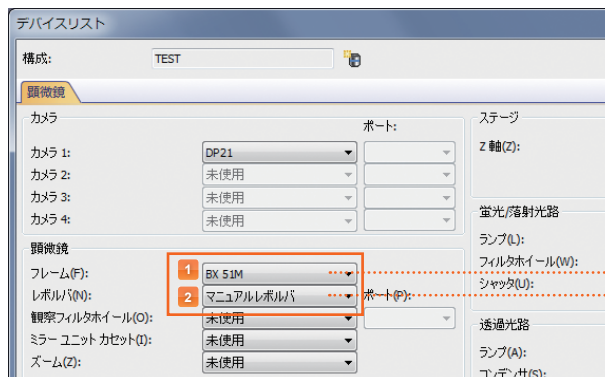 デバイスリスト
構成: TEST
顕微鏡
カメラ
ポート:
カメラ 1: DP21
カメラ 2: 未使用
カメラ 3: 未使用
カメラ 4: 未使用
顕微鏡
フレーム(F): 1 BX 51M
レボルバ(N): 2 マニュアルレボルバ ポート(P):
観察フィルタホイール(O): 未使用
ミラー ユニット カセット(I): 未使用
ズーム(Z): 未使用
ステージ
Z 軸(Z):
蛍光/落射光路
ランプ(L):
フィルタホイール(W):
シャッタ(U):
透過光路
ランプ(A):
コンデンサ(S):